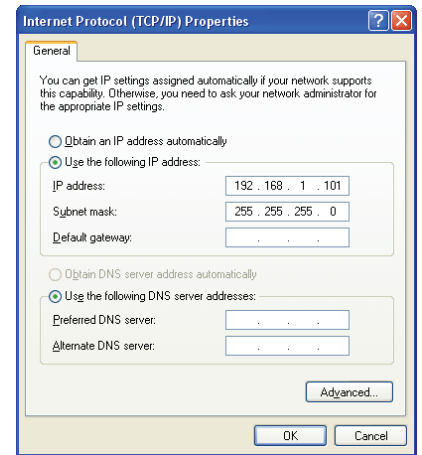 Internet Protocol (TCP/IP) Properties
General
You can get IP settings assigned automatically if your network supports
this capability. Otherwise, you need to ask your network administrator for
the appropriate IP settings.
Obtain an IP address automatically
Use the following IP address:
IP address: 192 . 168 . 1 . 101
Subnet mask: 255 . 255 . 255 . 0
Default gateway: . . .
Obtain DNS server address automatically
Use the following DNS server addresses:
Preferred DNS server: . . .
Alternate DNS server: . . .
Advanced...
OK Cancel